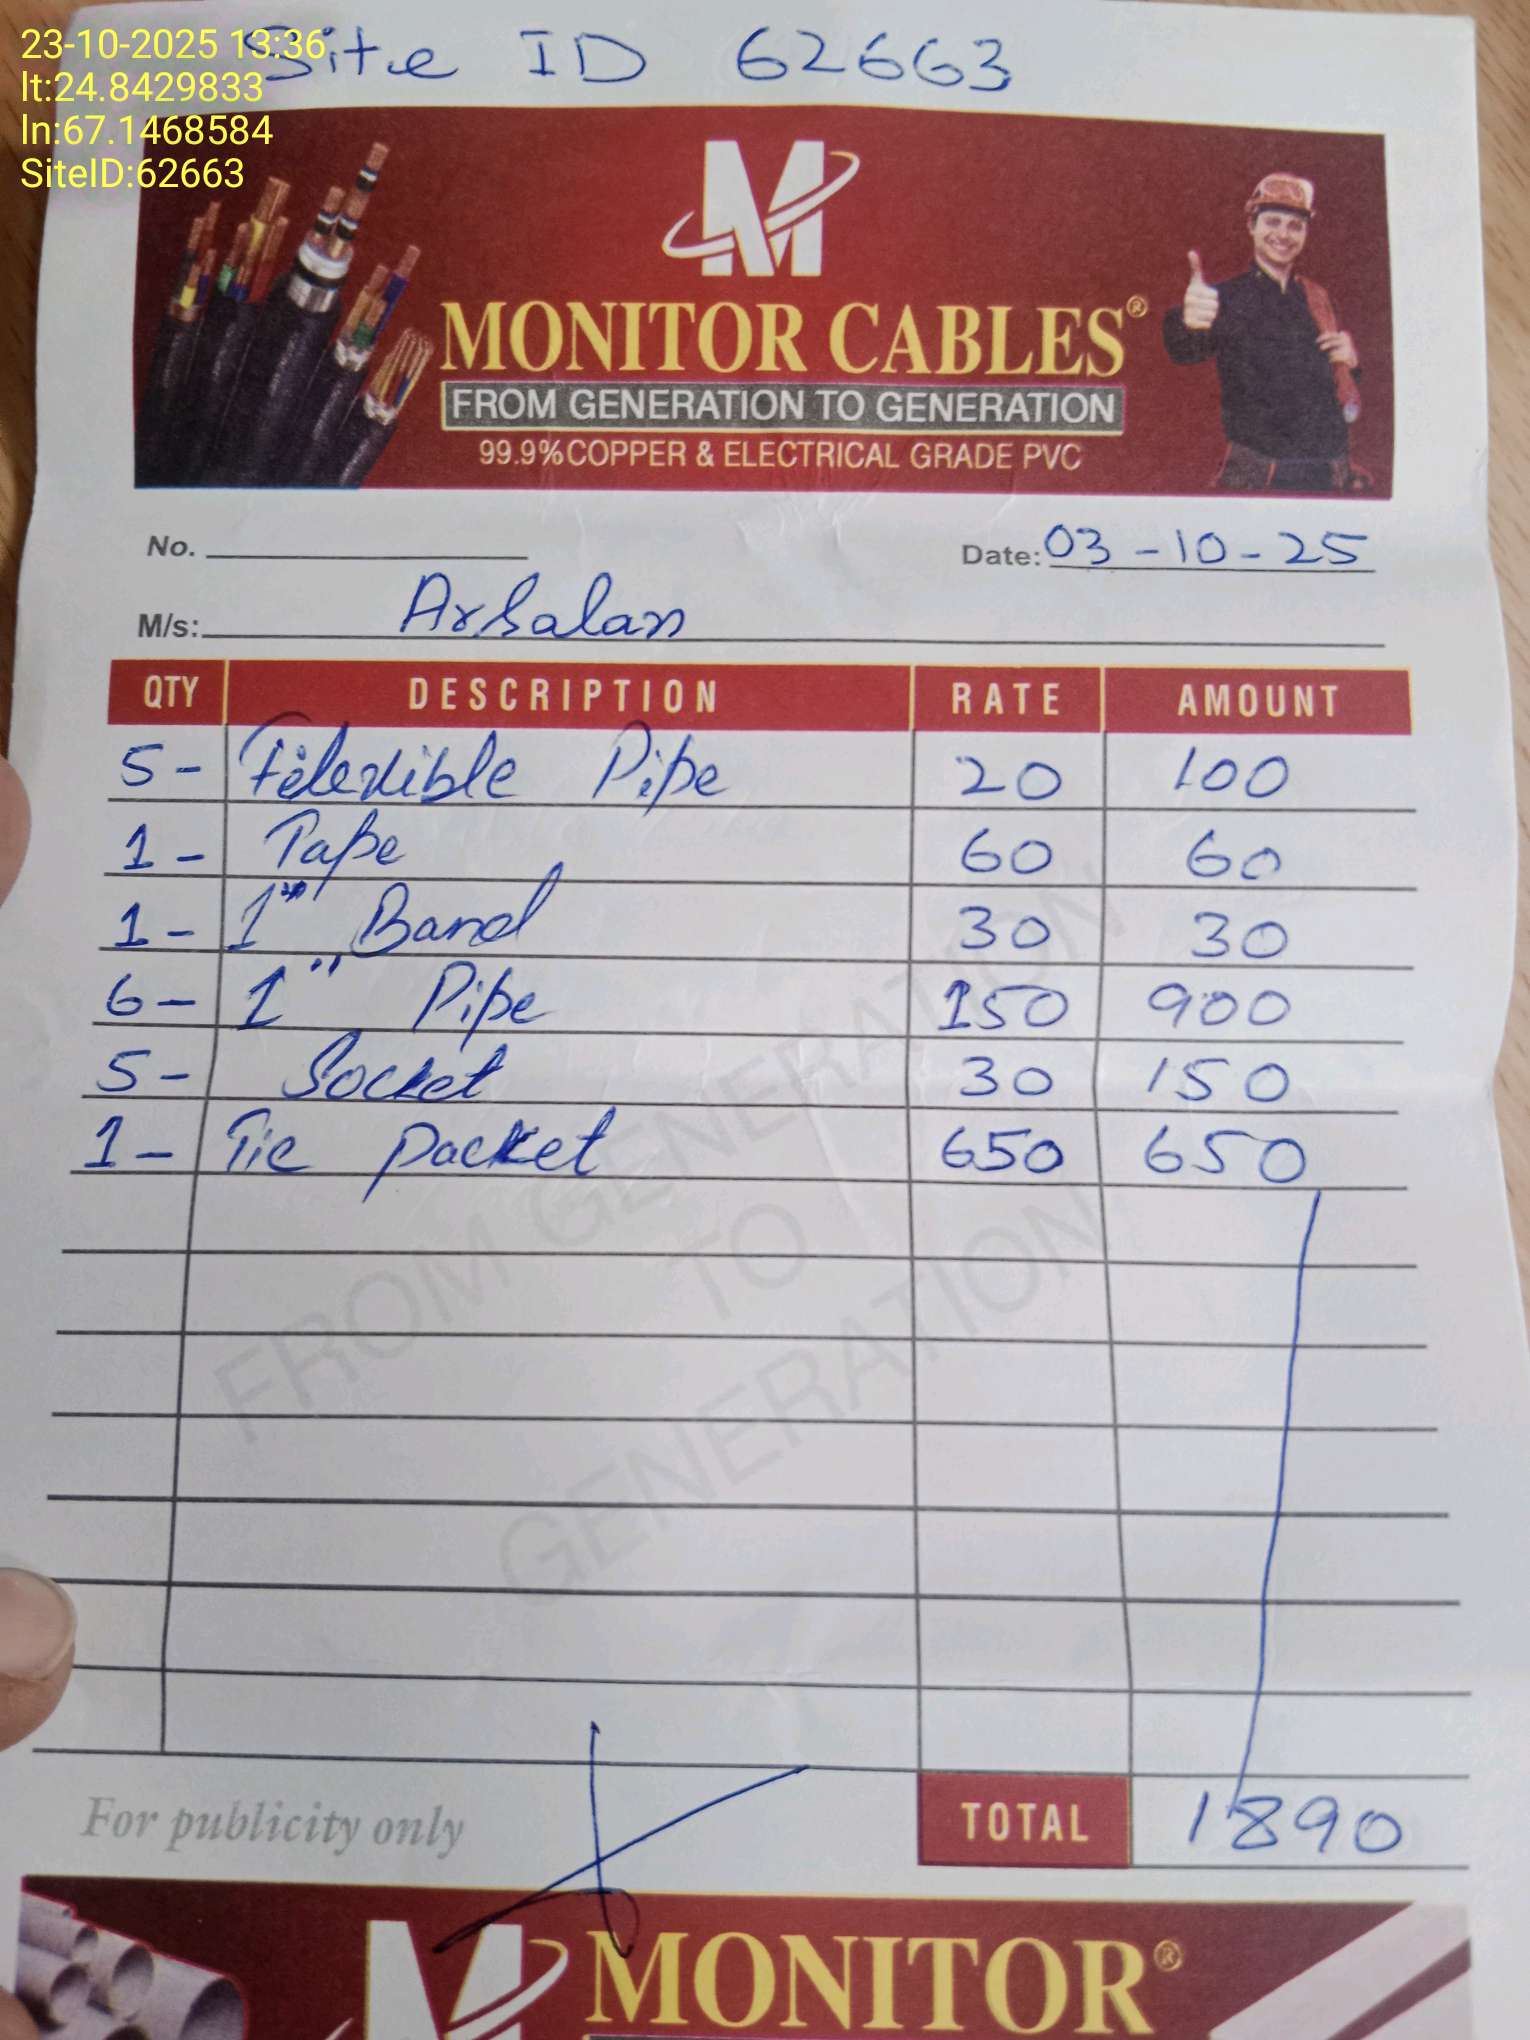 23-10-2025 13:36
lt:24.8429833
ln:67.1468584
SiteID:62663
Site ID 62663
M
MONITOR CABLES®
FROM GENERATION TO GENERATION
99.9% COPPER & ELECTRICAL GRADE PVC
No. Date: 03-10-25
M/s: Arsalan
QTY DESCRIPTION RATE AMOUNT
5- Felexible Pipe 20 100
1- Tape 60 60
1- 1" Band 30 30
6- 1" Pipe 150 900
5- Socket 30 150
1- Tie packet 650 650
FROM GENERATION
TO
GENERATION
For publicity only TOTAL 1890
MONITOR®